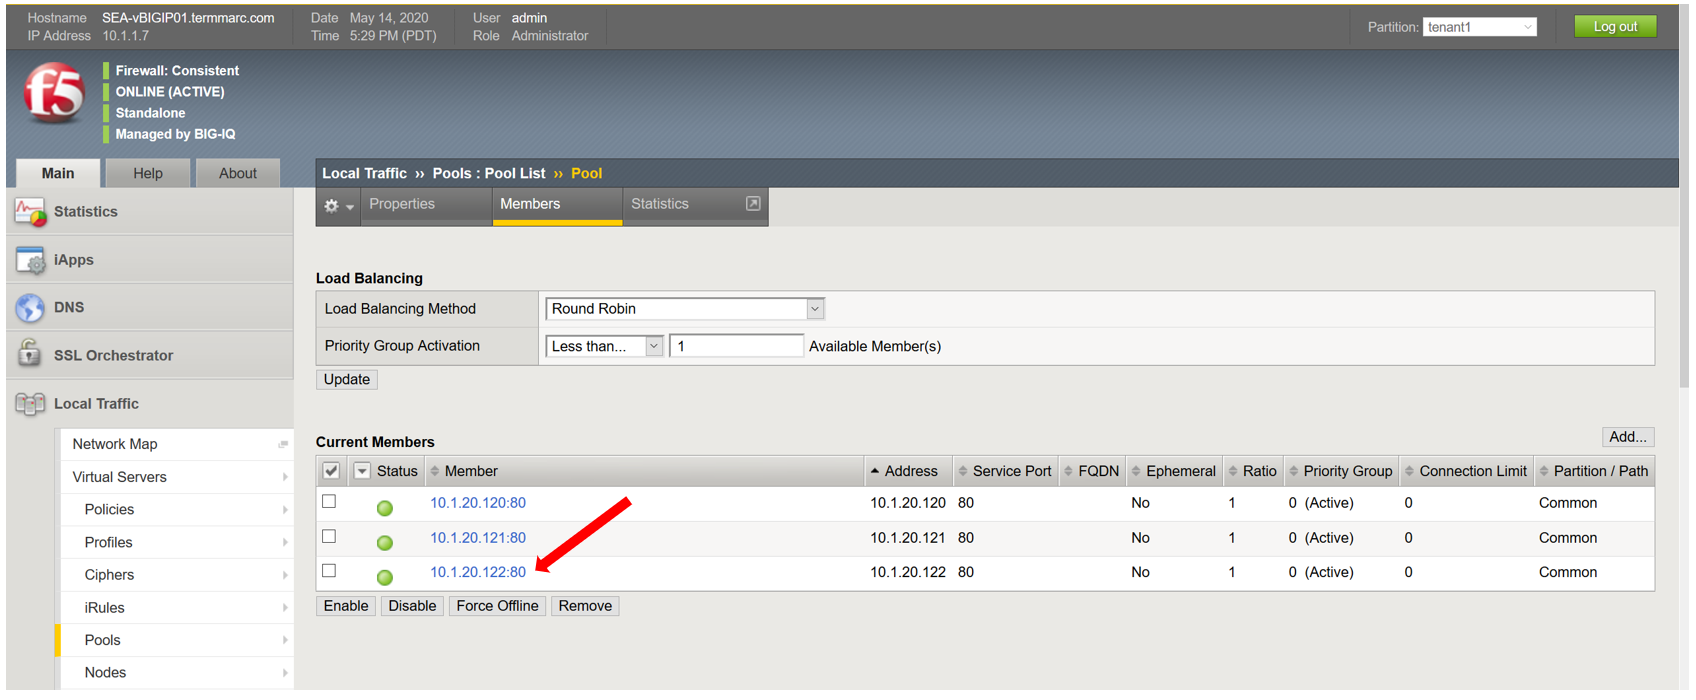 Hostname SEA-vBIGIP01.termmarc.com Date May 14, 2020 User admin
IP Address 10.1.1.7 Time 5:29 PM (PDT) Role Administrator
Partition: tenant1 Log out
f5
Firewall: Consistent
ONLINE (ACTIVE)
Standalone
Managed by BIG-IQ
Main Help About
Local Traffic ›› Pools : Pool List ›› Pool
Properties Members Statistics
Statistics
iApps
DNS
SSL Orchestrator
Local Traffic
Network Map
Virtual Servers
Policies
Profiles
Ciphers
iRules
Pools
Nodes
Load Balancing
Load Balancing Method Round Robin
Priority Group Activation Less than... 1 Available Member(s)
Update
Current Members Add...
Status Member Address Service Port FQDN Ephemeral Ratio Priority Group Connection Limit Partition / Path
10.1.20.120:80 10.1.20.120 80 No 1 0 (Active) 0 Common
10.1.20.121:80 10.1.20.121 80 No 1 0 (Active) 0 Common
10.1.20.122:80 10.1.20.122 80 No 1 0 (Active) 0 Common
Enable Disable Force Offline Remove